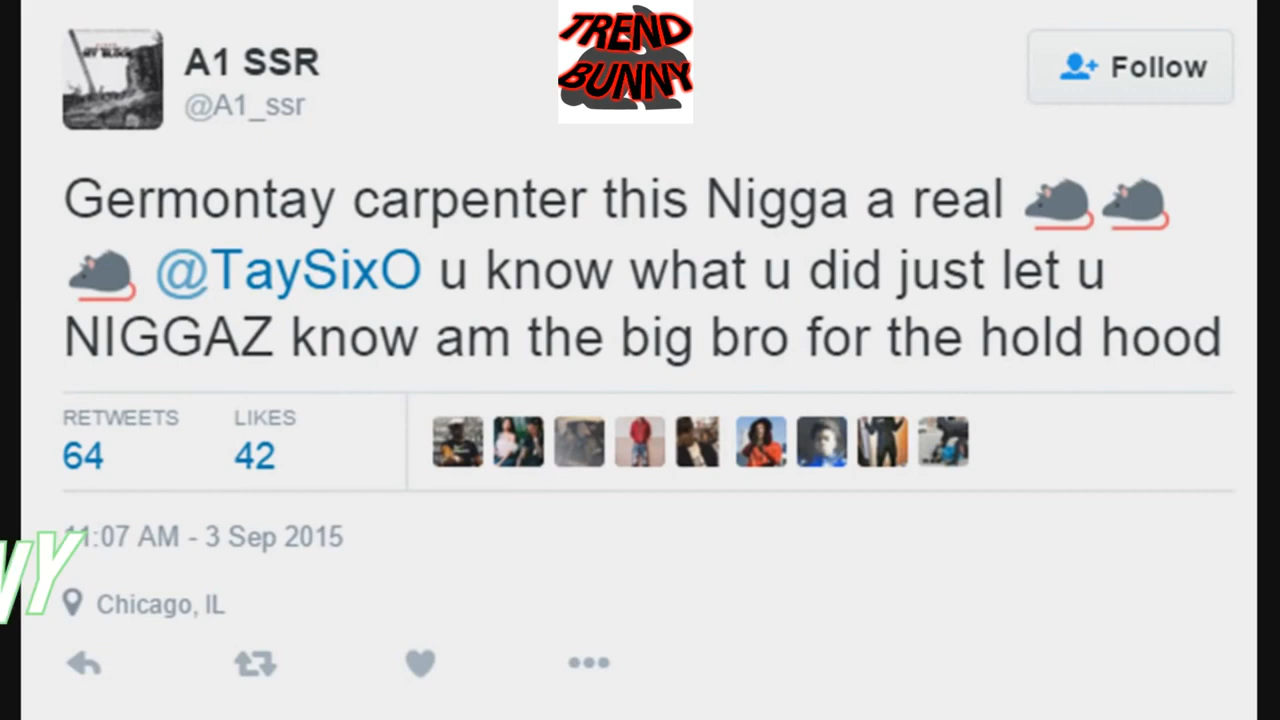 TREND
BUNNY
A1 SSR
@A1_ssr
Follow
Germontay carpenter this Nigga a real
@TaySixO u know what u did just let u
NIGGAZ know am the big bro for the hold hood
RETWEETS LIKES
64 42
11:07 AM - 3 Sep 2015
NY
Chicago, IL